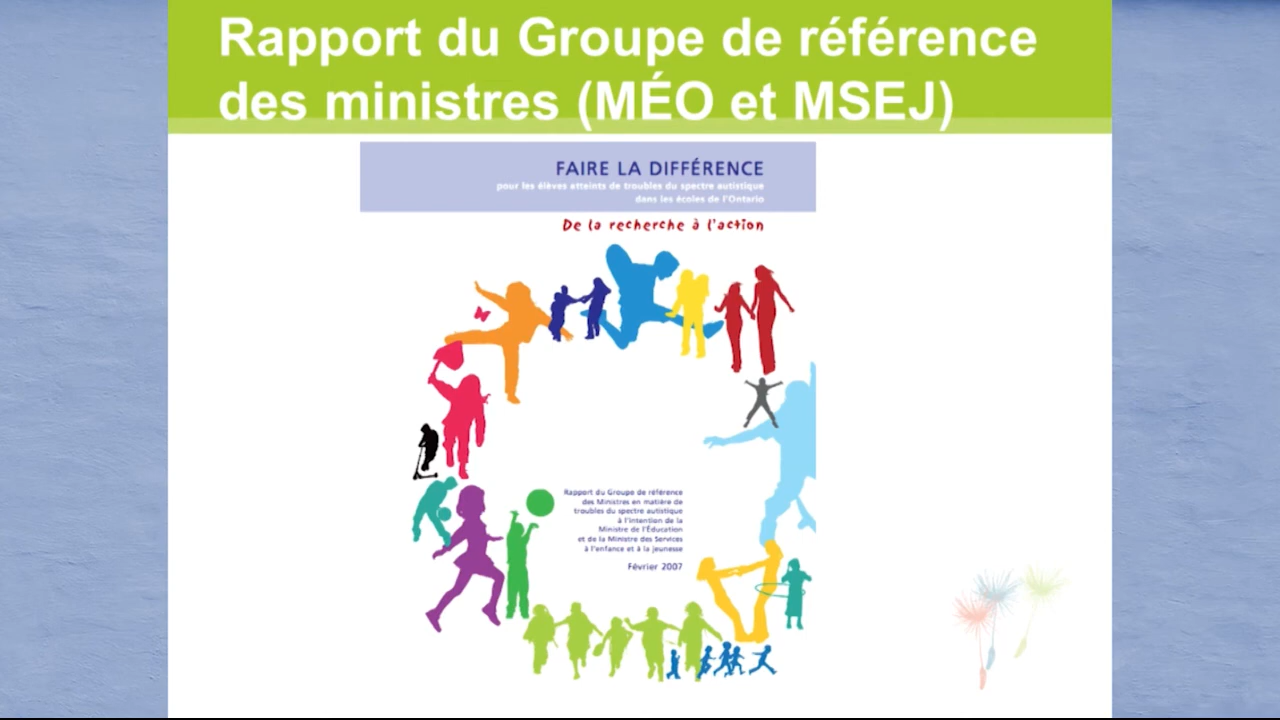 Rapport du Groupe de référence
des ministres (MÉO et MSEJ)
FAIRE LA DIFFÉRENCE
pour les élèves atteints de troubles du spectre autistique
dans les écoles de l'Ontario
De la recherche à l'action
Rapport du Groupe de référence
des Ministres en matière de
troubles du spectre autistique
à l'intention de la
Ministre de l'Éducation
et de la Ministre des Services
à l'enfance et à la jeunesse
Février 2007